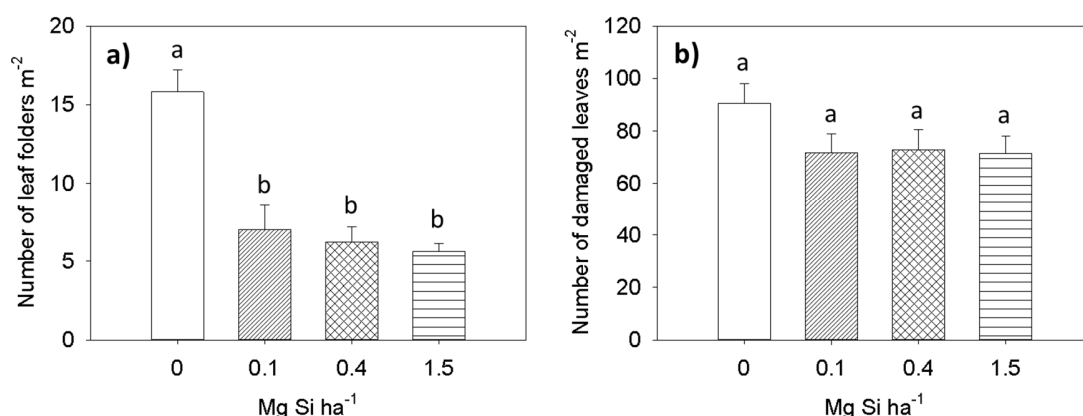 a)
Number of leaf folders m⁻²
20
15
10
5
0
a
b
b
b
0 0.1 0.4 1.5
Mg Si ha⁻¹
b)
Number of damaged leaves m⁻²
120
100
80
60
40
20
0
a
a
a
a
0 0.1 0.4 1.5
Mg Si ha⁻¹